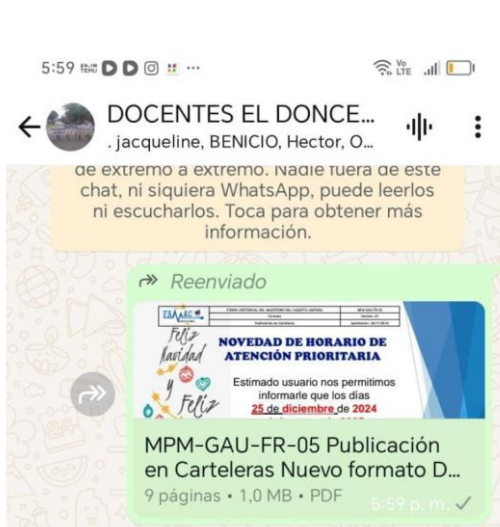 5:59
Vo
LTE
DOCENTES EL DONCE...
. jacqueline, BENICIO, Hector, O...
de extremo a extremo. Nadie fuera de este
chat, ni siquiera WhatsApp, puede leerlos
ni escucharlos. Toca para obtener más
información.
Reenviado
Feliz
Navidad
y
Feliz
NOVEDAD DE HORARIO DE
ATENCIÓN PRIORITARIA
Estimado usuario nos permitimos
informarle que los días
25 de diciembre de 2024
MPM-GAU-FR-05 Publicación
en Carteleras Nuevo formato D...
9 páginas • 1,0 MB • PDF
5:59 p. m.